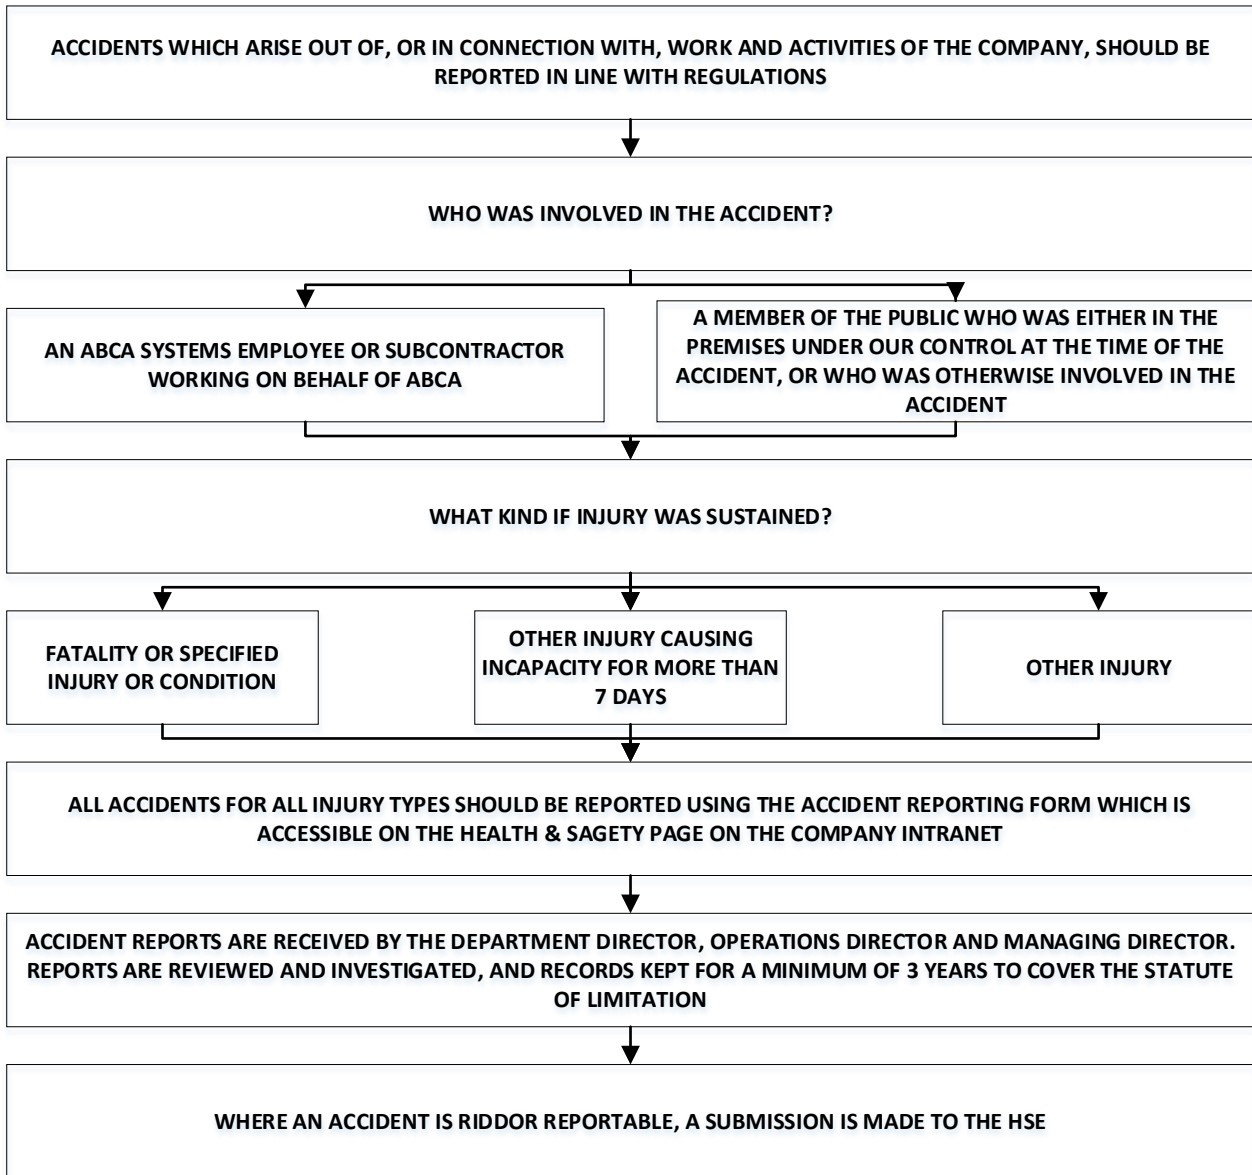 ACCIDENTS WHICH ARISE OUT OF, OR IN CONNECTION WITH, WORK AND ACTIVITIES OF THE COMPANY, SHOULD BE
REPORTED IN LINE WITH REGULATIONS
WHO WAS INVOLVED IN THE ACCIDENT?
AN ABCA SYSTEMS EMPLOYEE OR SUBCONTRACTOR
WORKING ON BEHALF OF ABCA
A MEMBER OF THE PUBLIC WHO WAS EITHER IN THE
PREMISES UNDER OUR CONTROL AT THE TIME OF THE
ACCIDENT, OR WHO WAS OTHERWISE INVOLVED IN THE
ACCIDENT
WHAT KIND IF INJURY WAS SUSTAINED?
FATALITY OR SPECIFIED
INJURY OR CONDITION
OTHER INJURY CAUSING
INCAPACITY FOR MORE THAN
7 DAYS
OTHER INJURY
ALL ACCIDENTS FOR ALL INJURY TYPES SHOULD BE REPORTED USING THE ACCIDENT REPORTING FORM WHICH IS
ACCESSIBLE ON THE HEALTH & SAGETY PAGE ON THE COMPANY INTRANET
ACCIDENT REPORTS ARE RECEIVED BY THE DEPARTMENT DIRECTOR, OPERATIONS DIRECTOR AND MANAGING DIRECTOR.
REPORTS ARE REVIEWED AND INVESTIGATED, AND RECORDS KEPT FOR A MINIMUM OF 3 YEARS TO COVER THE STATUTE
OF LIMITATION
WHERE AN ACCIDENT IS RIDDOR REPORTABLE, A SUBMISSION IS MADE TO THE HSE